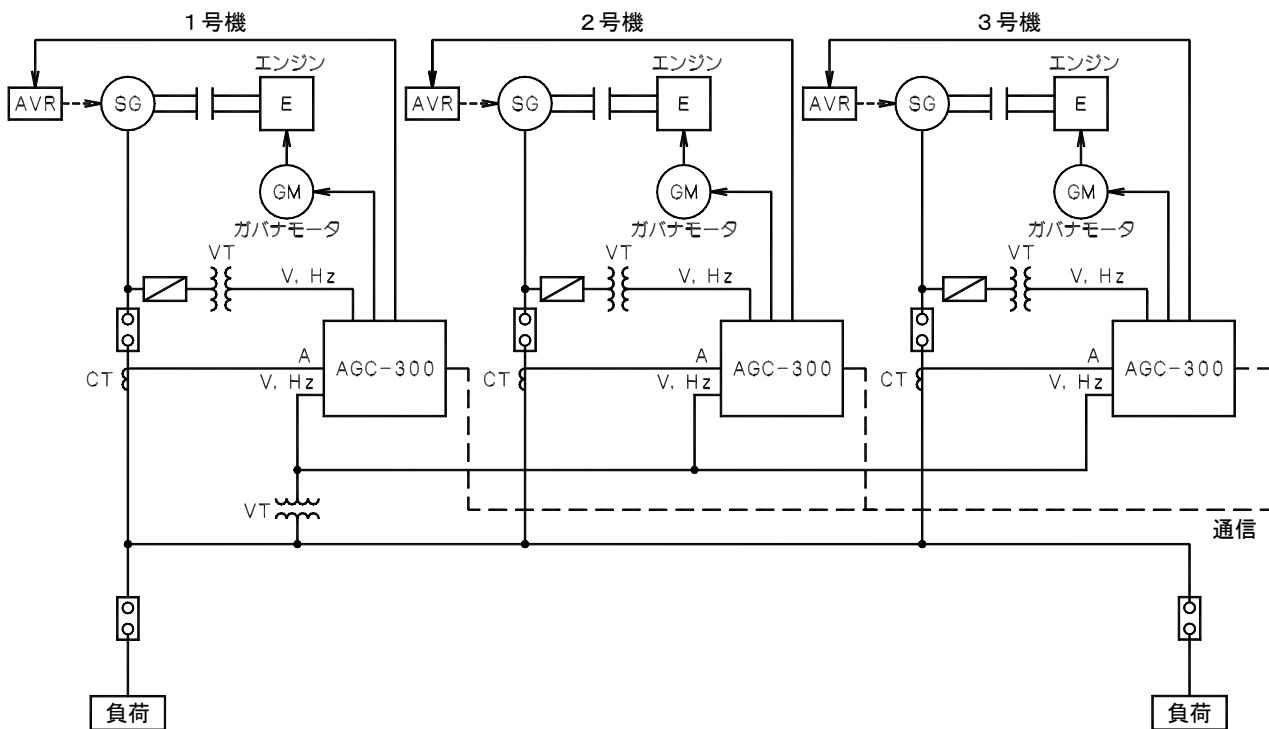 1号機
2号機
3号機
エンジン
エンジン
エンジン
AVR
SG
E
AVR
SG
E
AVR
SG
E
GM
GM
GM
ガバナモータ
ガバナモータ
ガバナモータ
VT
V, Hz
VT
V, Hz
VT
V, Hz
A
A
A
CT
V, Hz
AGC-300
CT
V, Hz
AGC-300
CT
V, Hz
AGC-300
VT
通信
負荷
負荷